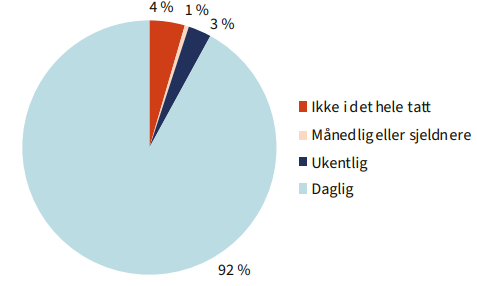 4 %
1 %
3 %
Ikke i det hele tatt
Månedlig eller sjeldnere
Ukentlig
Daglig
92 %